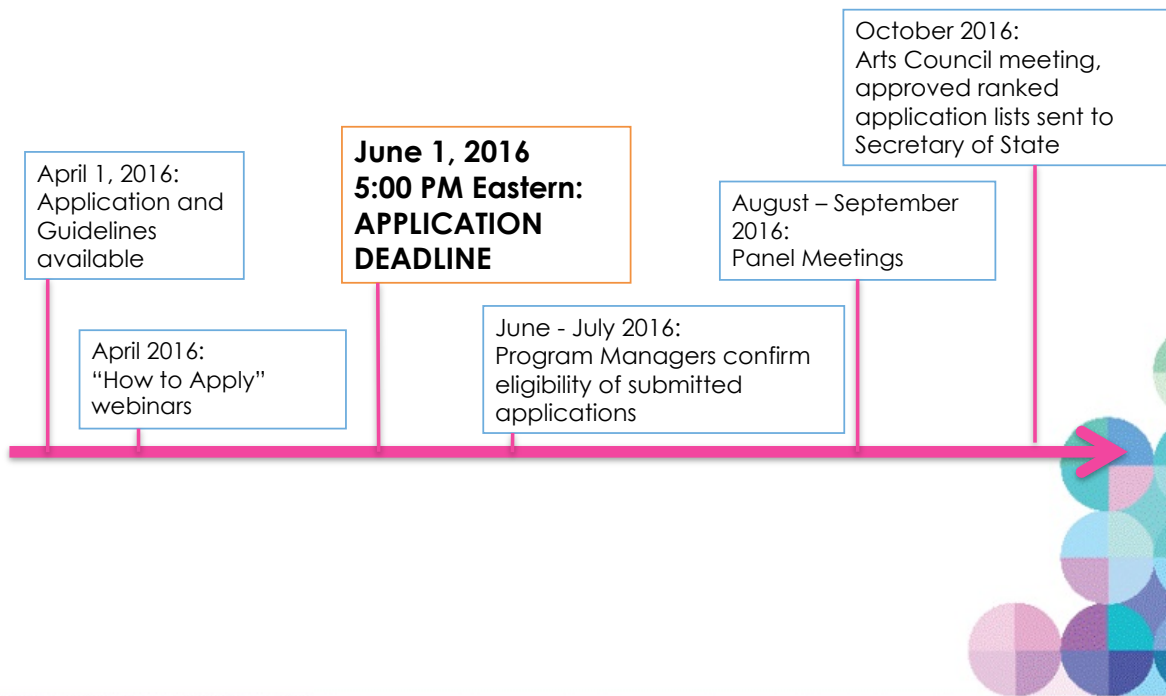 April 1, 2016:
Application and
Guidelines
available
April 2016:
“How to Apply”
webinars
June 1, 2016
5:00 PM Eastern:
APPLICATION
DEADLINE
June - July 2016:
Program Managers confirm
eligibility of submitted
applications
August – September
2016:
Panel Meetings
October 2016:
Arts Council meeting,
approved ranked
application lists sent to
Secretary of State